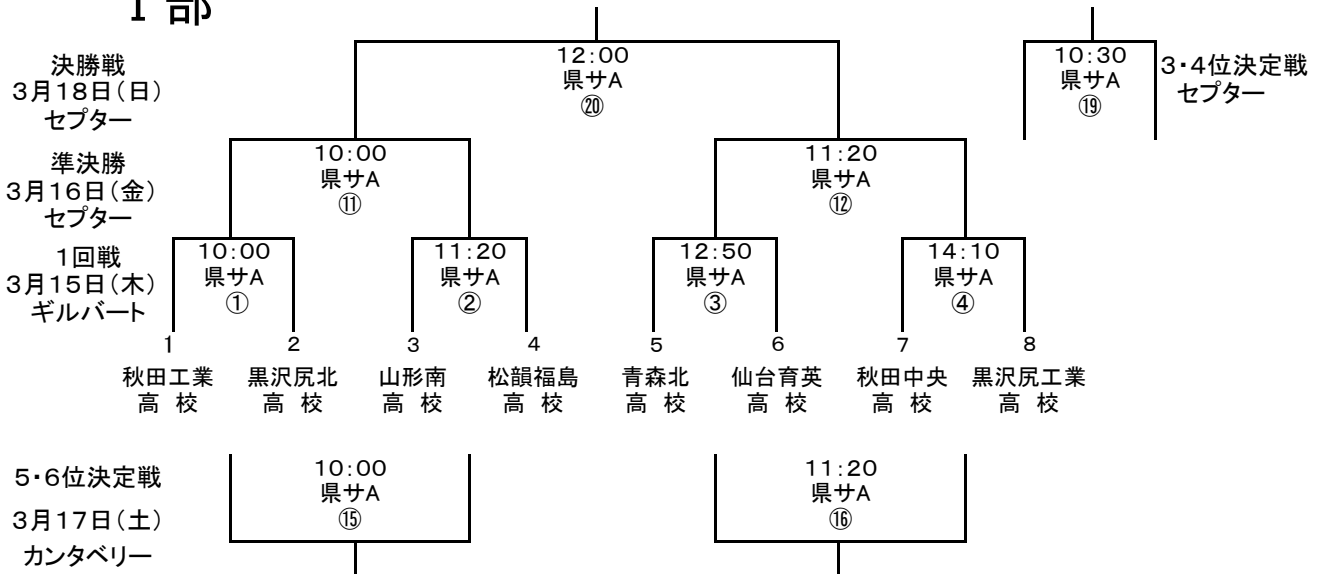 Ⅰ部
12:00
県サA
⑳
10:30
県サA
⑲
決勝戦
3月18日(日)
セプター
3・4位決定戦
セプター
10:00
県サA
⑪
11:20
県サA
⑫
準決勝
3月16日(金)
セプター
10:00
県サA
①
11:20
県サA
②
12:50
県サA
③
14:10
県サA
④
1回戦
3月15日(木)
ギルバート
1 2 3 4 5 6 7 8
秋田工業 黒沢尻北 山形南 松韻福島 青森北 仙台育英 秋田中央 黒沢尻工業
高校 高校 高校 高校 高校 高校 高校 高校
5・6位決定戦
3月17日(土)
カンタベリー
10:00
県サA
⑮
11:20
県サA
⑯